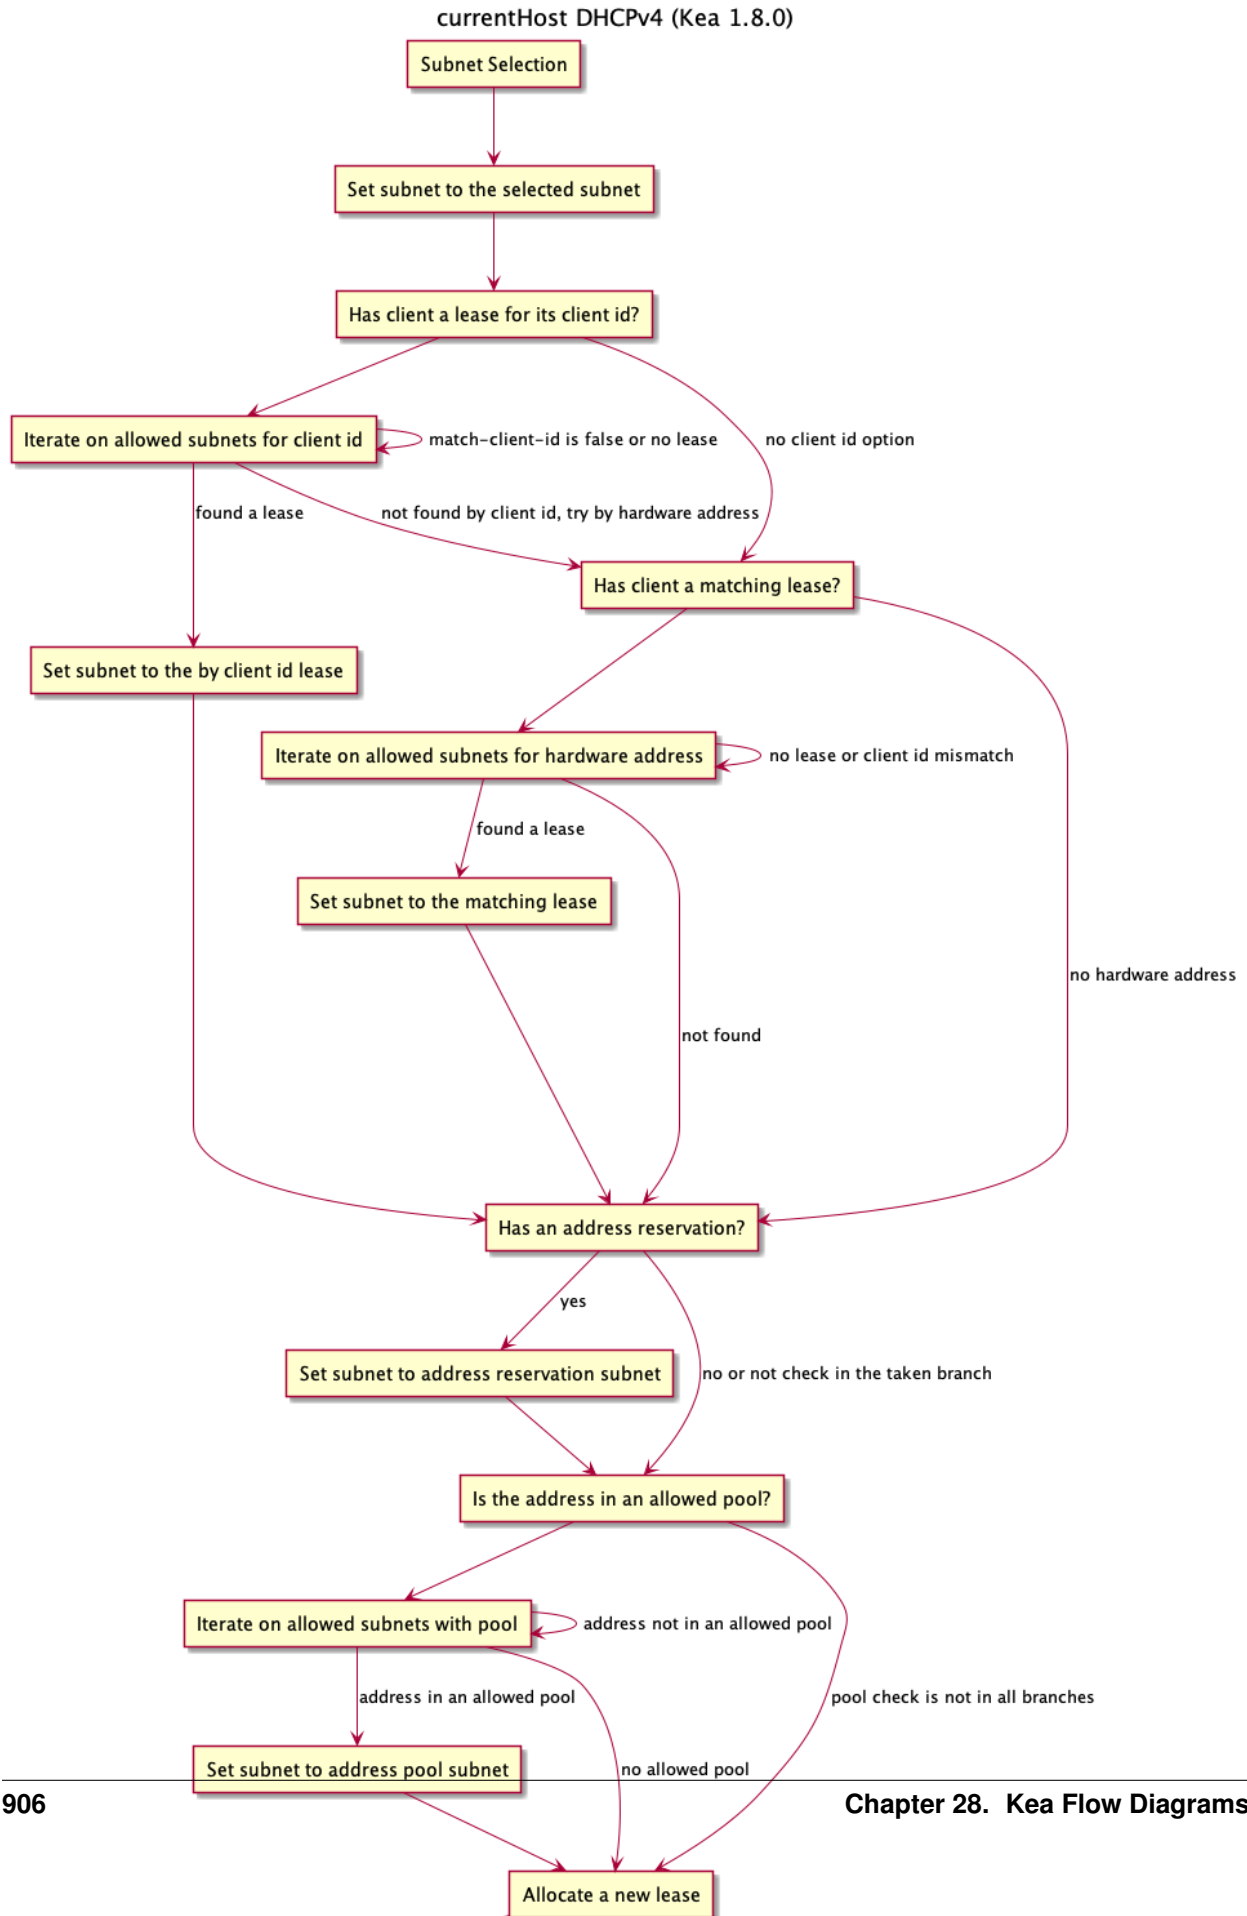 currentHost DHCPv4 (Kea 1.8.0)
Subnet Selection
Set subnet to the selected subnet
Has client a lease for its client id?
Iterate on allowed subnets for client id
match-client-id is false or no lease
no client id option
found a lease
not found by client id, try by hardware address
Has client a matching lease?
Set subnet to the by client id lease
Iterate on allowed subnets for hardware address
no lease or client id mismatch
found a lease
Set subnet to the matching lease
no hardware address
not found
Has an address reservation?
yes
Set subnet to address reservation subnet
no or not check in the taken branch
Is the address in an allowed pool?
Iterate on allowed subnets with pool
address not in an allowed pool
address in an allowed pool
pool check is not in all branches
Set subnet to address pool subnet
no allowed pool
906
Chapter 28. Kea Flow Diagrams
Allocate a new lease